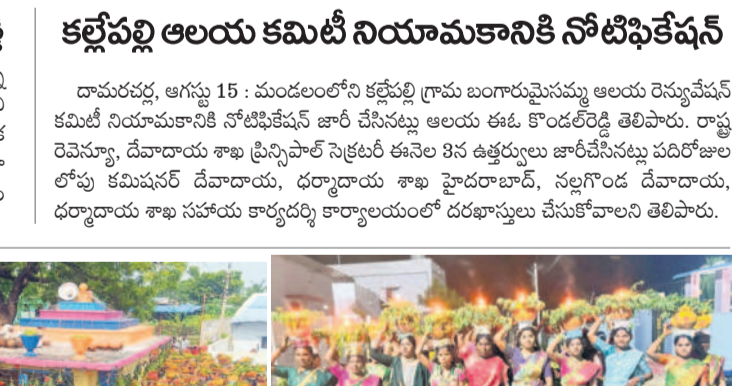 కల్లేపల్లి ఆలయ కమిటీ నియామకానికి నోటిఫికేషన్
దామరచర్ల, ఆగస్టు 15 : మండలంలోని కల్లేపల్లి గ్రామ బంగారుమైసమ్మ ఆలయ రెన్యువేషన్
కమిటీ నియామకానికి నోటిఫికేషన్ జారీ చేసినట్లు ఆలయ ఈఓ కొండల్‌రెడ్డి తెలిపారు. రాష్ట్ర
రెవెన్యూ, దేవాదాయ శాఖ ప్రిన్సిపాల్ సెక్రటరీ ఈనెల 3న ఉత్తర్వులు జారీచేసినట్లు పదిరోజుల
లోపు కమిషనర్ దేవాదాయ, ధర్మాదాయ శాఖ హైదరాబాద్, నల్లగొండ దేవాదాయ,
ధర్మాదాయ శాఖ సహాయ కార్యదర్శి కార్యాలయంలో దరఖాస్తులు చేసుకోవాలని తెలిపారు.